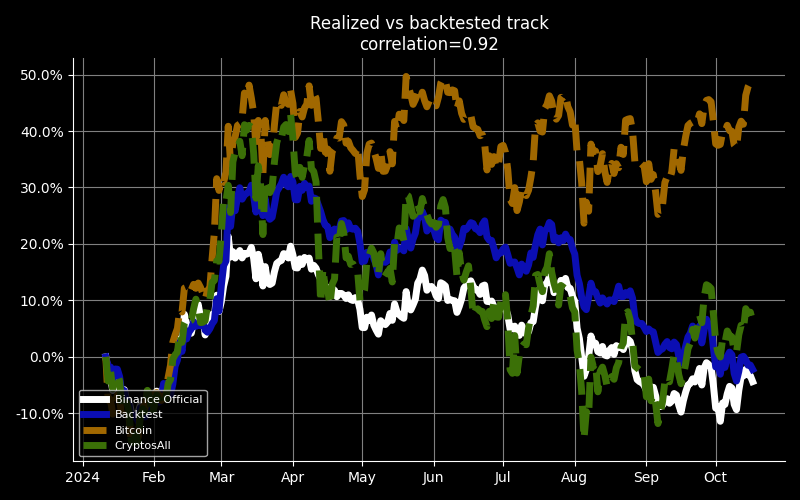 Realized vs backtested track
correlation=0.92
50.0%
40.0%
30.0%
20.0%
10.0%
0.0%
-10.0%
Binance Official
Backtest
Bitcoin
CryptosAll
2024 Feb Mar Apr May Jun Jul Aug Sep Oct